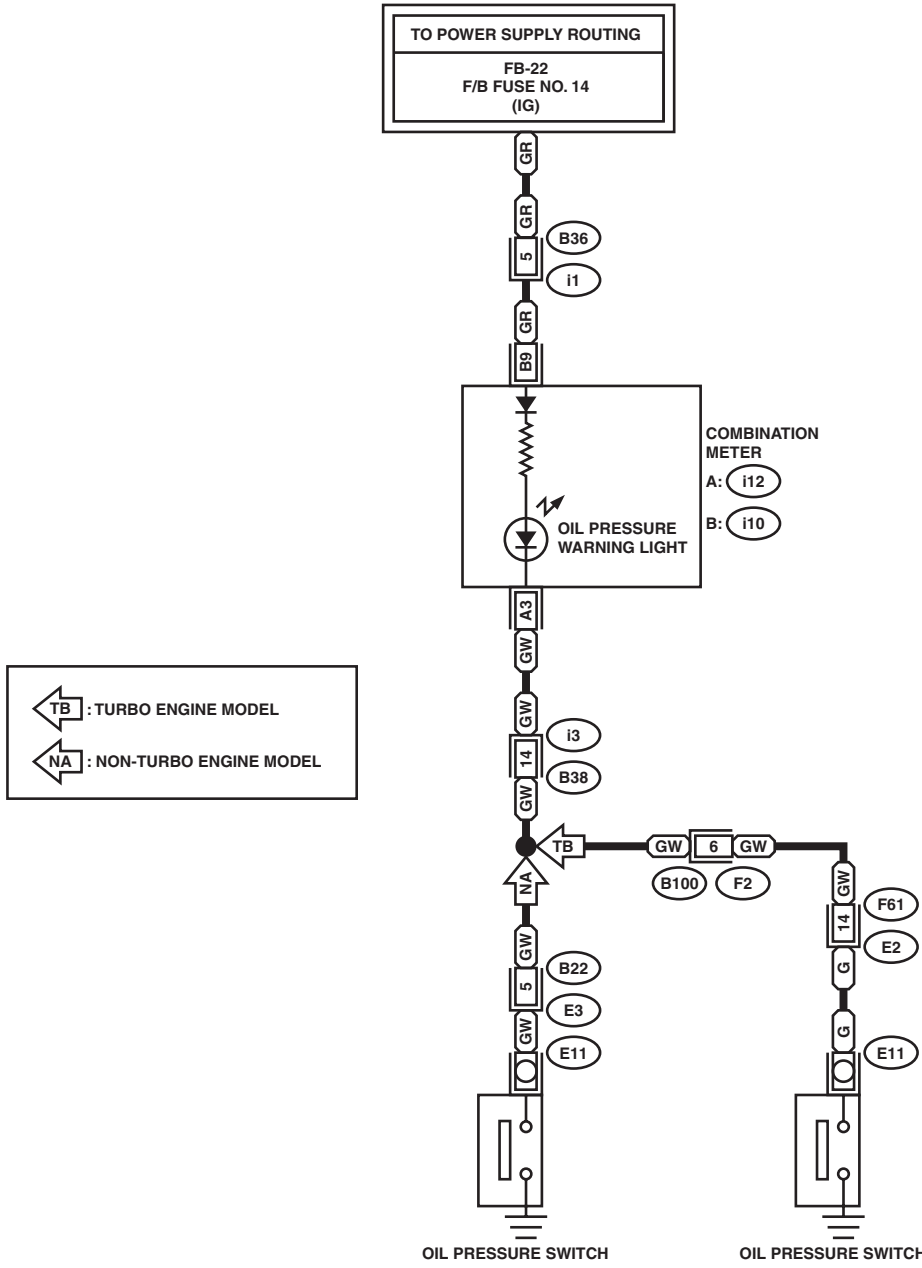 TO POWER SUPPLY ROUTING
FB-22
F/B FUSE NO. 14
(IG)
GR
GR
5
B36
i1
GR
B9
COMBINATION
METER
A: i12
B: i10
OIL PRESSURE
WARNING LIGHT
A3
GW
GW
14
i3
B38
GW
TB : TURBO ENGINE MODEL
NA : NON-TURBO ENGINE MODEL
TB
GW 6 GW
B100 F2
NA
GW
F61
14
E2
G
GW
5
B22
E3
GW
E11
G
E11
OIL PRESSURE SWITCH
OIL PRESSURE SWITCH